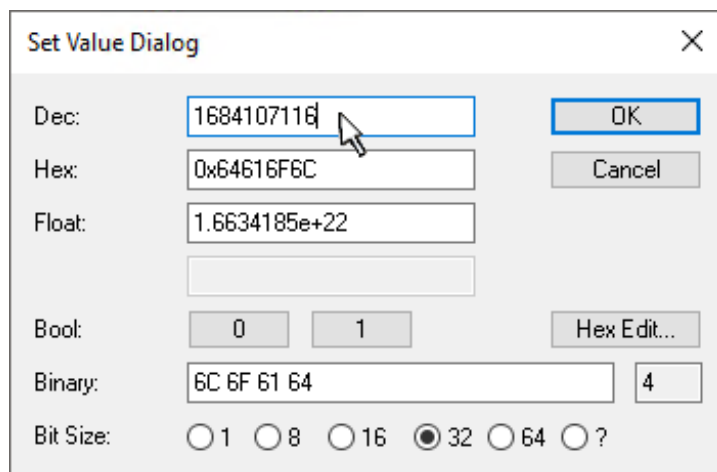 Set Value Dialog
Dec: 1684107116 OK
Hex: 0x64616F6C Cancel
Float: 1.6634185e+22
Bool: 0 1 Hex Edit...
Binary: 6C 6F 61 64 4
Bit Size: 1 8 16 32 64 ?